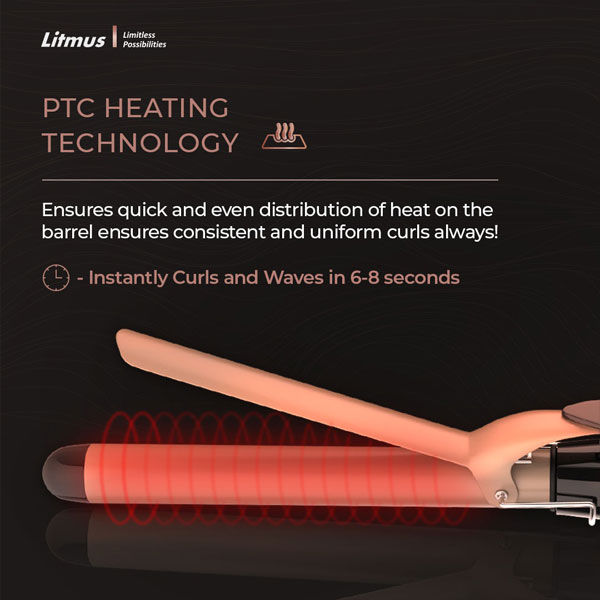 Litmus
Limitless
Possibilities
PTC HEATING
TECHNOLOGY
Ensures quick and even distribution of heat on the
barrel ensures consistent and uniform curls always!
- Instantly Curls and Waves in 6-8 seconds